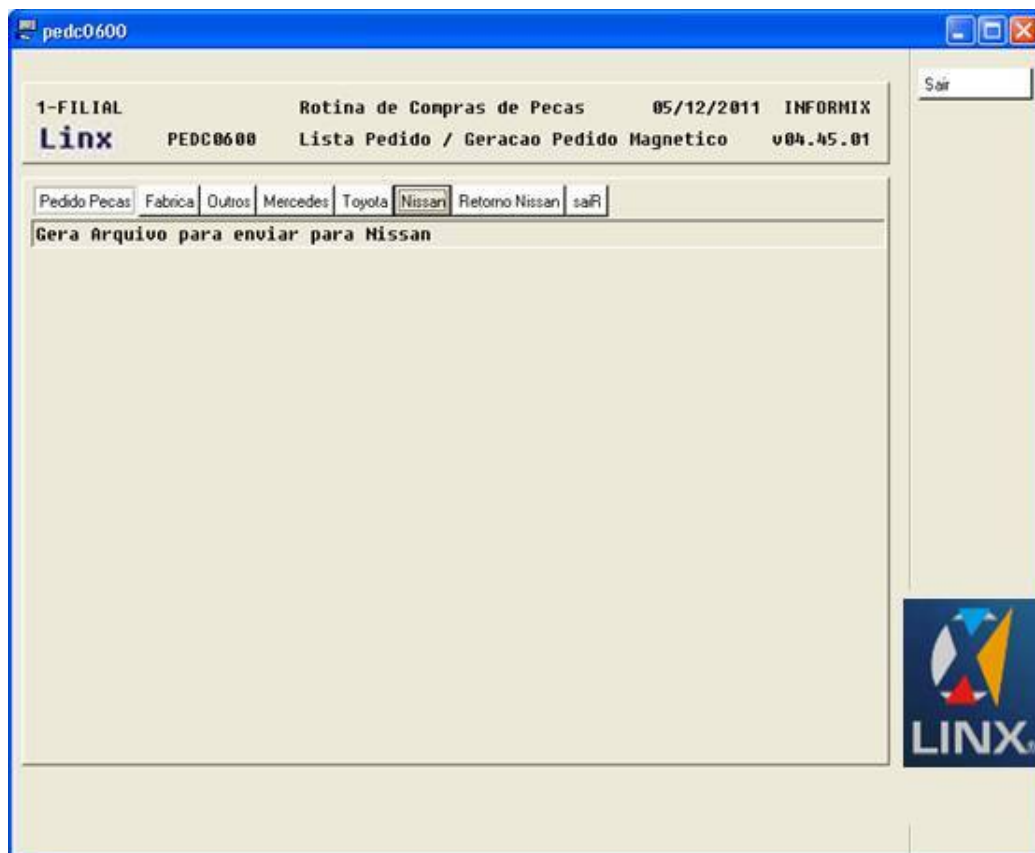 pedc0600
Sair
1-FILIAL Rotina de Compras de Pecas 05/12/2011 INFORMIX
Linx PEDC0600 Lista Pedido / Geracao Pedido Magnetico v04.45.01
Pedido Pecas Fabrica Outros Mercedes Toyota Nissan Retorno Nissan saiR
Gera Arquivo para enviar para Nissan
LINX